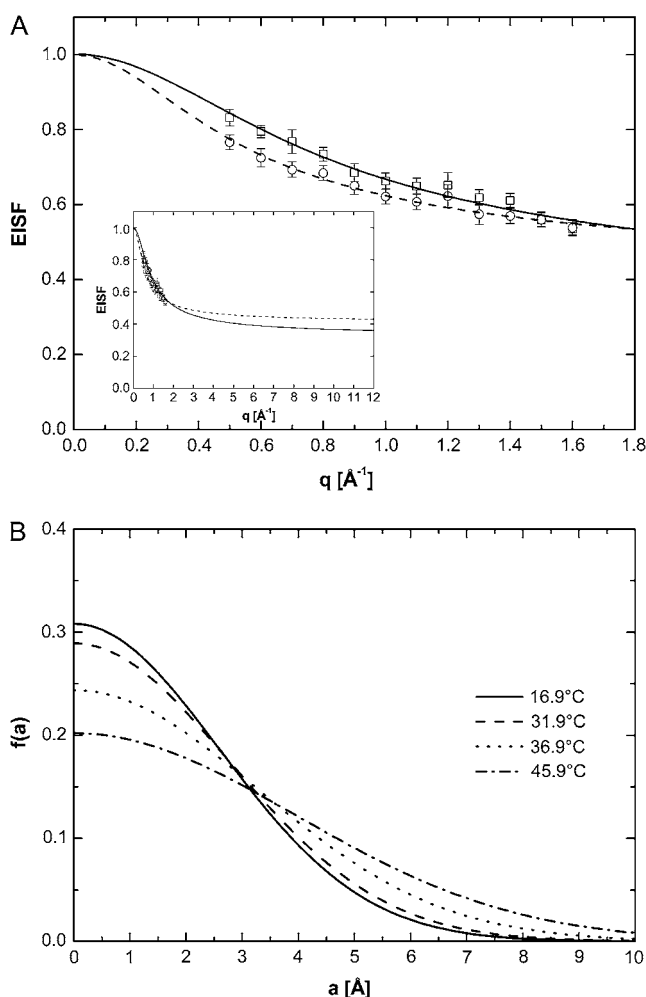 A
EISF
1.0
0.8
0.6
0.4
0.2
0.0
0.0 0.2 0.4 0.6 0.8 1.0 1.2 1.4 1.6 1.8
q [Å⁻¹]
EISF
1.0
0.8
0.6
0.4
0.2
0.0
0 1 2 3 4 5 6 7 8 9 10 11 12
q [Å⁻¹]
B
f(a)
0.4
0.3
0.2
0.1
0.0
0 1 2 3 4 5 6 7 8 9 10
a [Å]
16.9°C
31.9°C
36.9°C
45.9°C